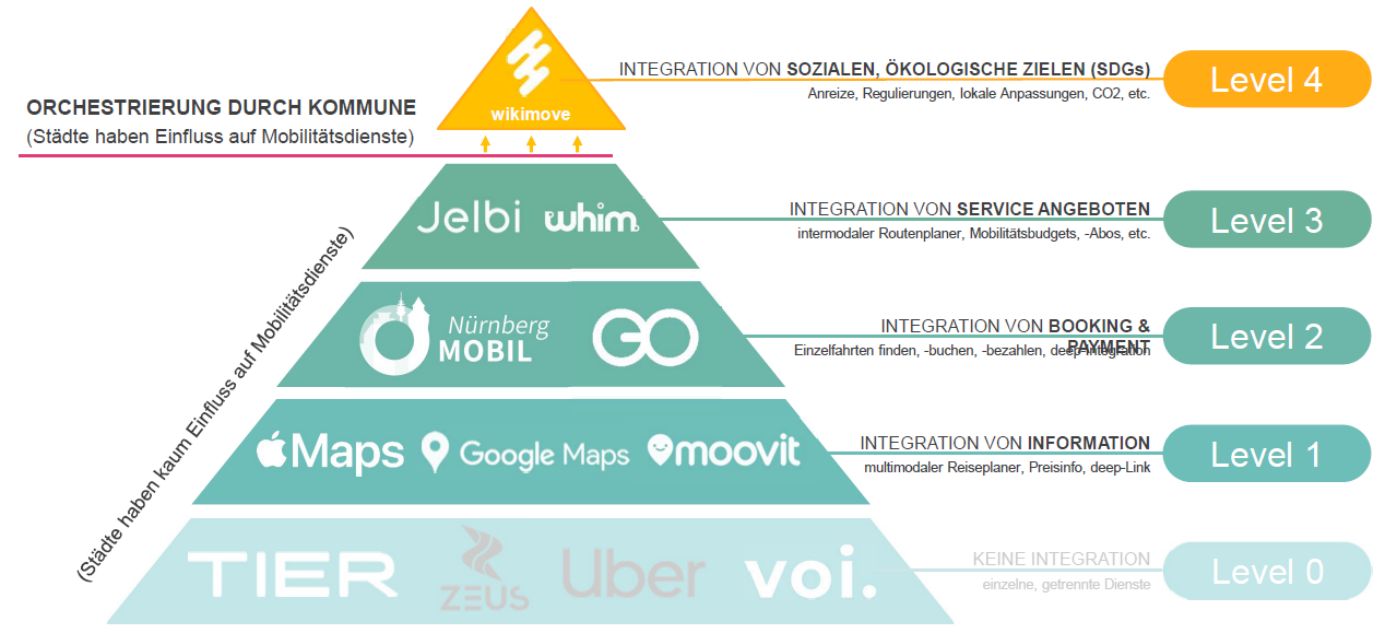 INTEGRATION VON SOZIALEN, ÖKOLOGISCHE ZIELEN (SDGs)
Anreize, Regulierungen, lokale Anpassungen, CO2, etc.
Level 4
wikimove
ORCHESTRIERUNG DURCH KOMMUNE
(Städte haben Einfluss auf Mobilitätsdienste)
(Städte haben kaum Einfluss auf Mobilitätsdienste)
Jelbi whim
INTEGRATION VON SERVICE ANGEBOTEN
intermodaler Routenplaner, Mobilitätsbudgets, -Abos, etc.
Level 3
Nürnberg
MOBIL
GO
INTEGRATION VON BOOKING &
PAYMENT
Einzelfahrten finden, -buchen, -bezahlen, deep-Integration
Level 2
Maps Google Maps moovit
INTEGRATION VON INFORMATION
multimodaler Reiseplaner, Preisinfo, deep-Link
Level 1
TIER ZEUS Uber voi.
KEINE INTEGRATION
einzelne, getrennte Dienste
Level 0